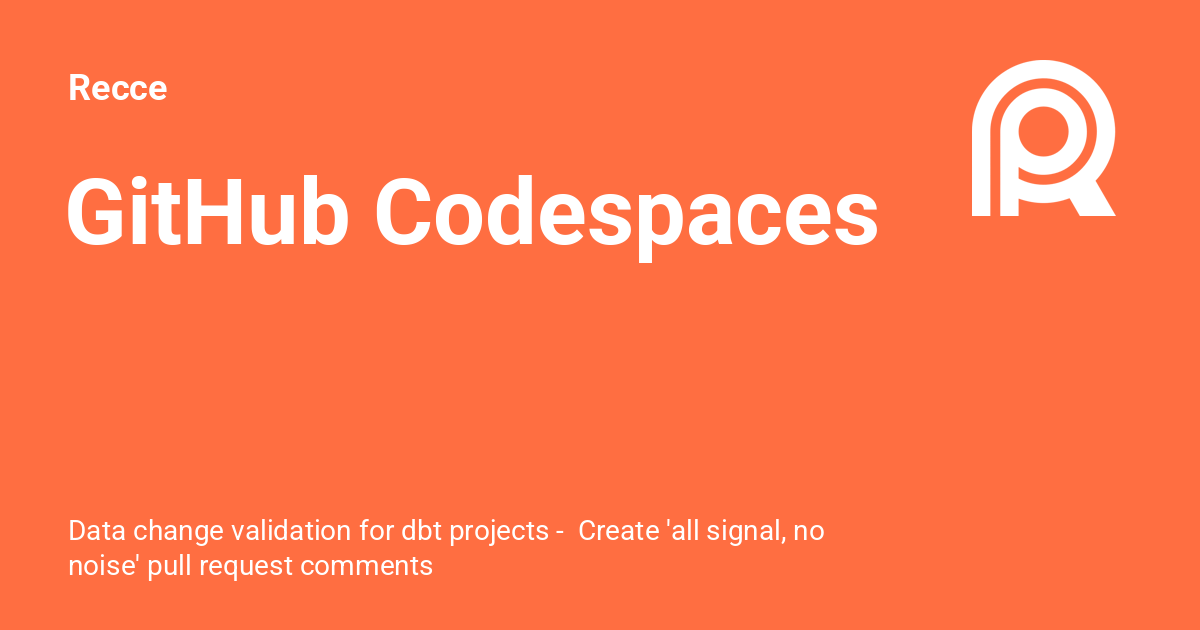 Recce
GitHub Codespaces
Data change validation for dbt projects -  Create 'all signal, no
noise' pull request comments